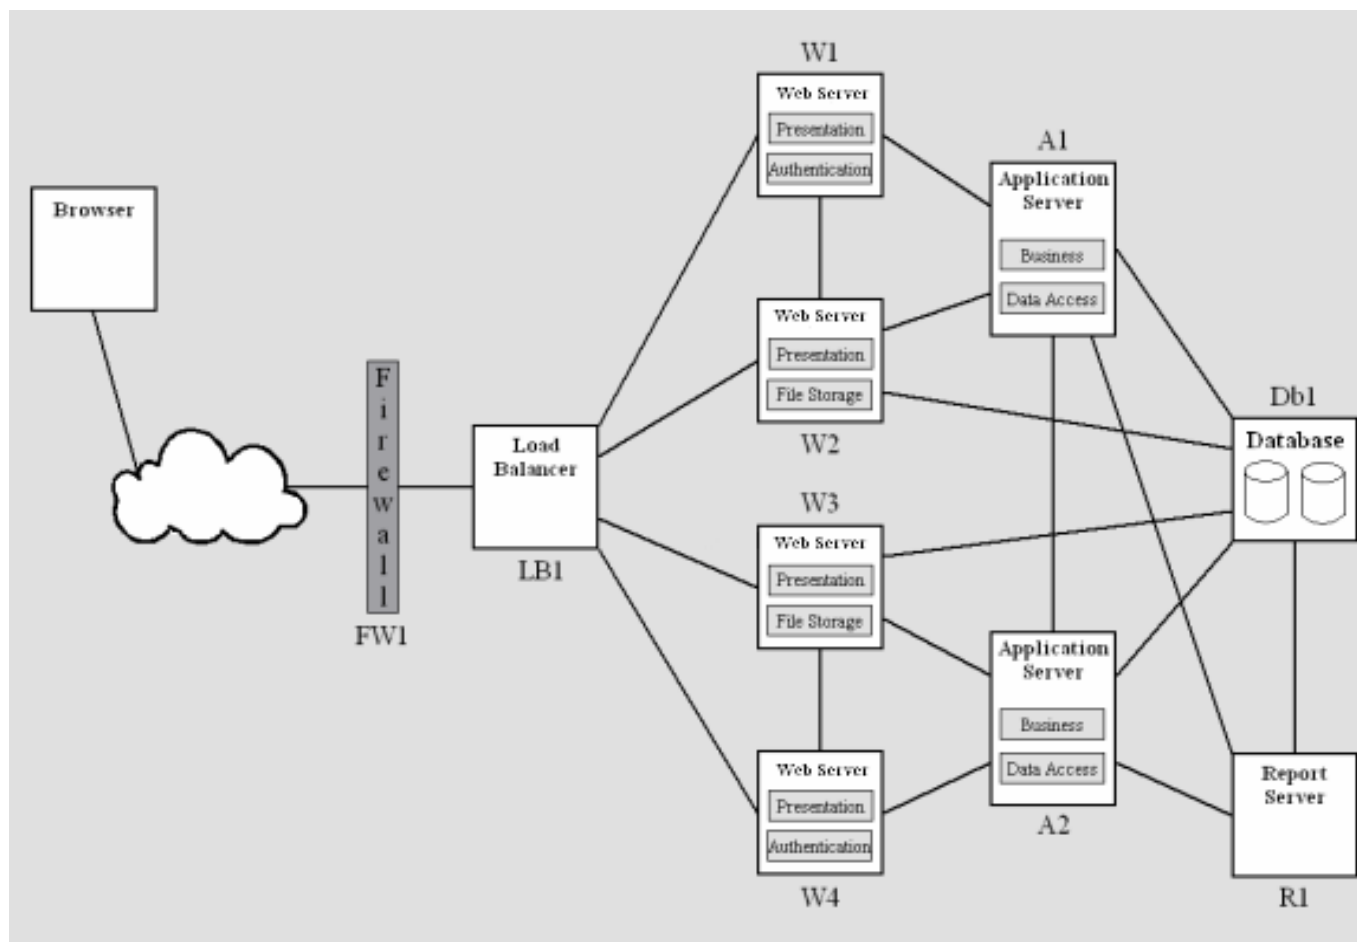 Browser
Firewall
FW1
Load
Balancer
LB1
W1
Web Server
Presentation
Authentication
Web Server
Presentation
File Storage
W2
W3
Web Server
Presentation
File Storage
Web Server
Presentation
Authentication
W4
A1
Application
Server
Business
Data Access
Application
Server
Business
Data Access
A2
Db1
Database
Report
Server
R1